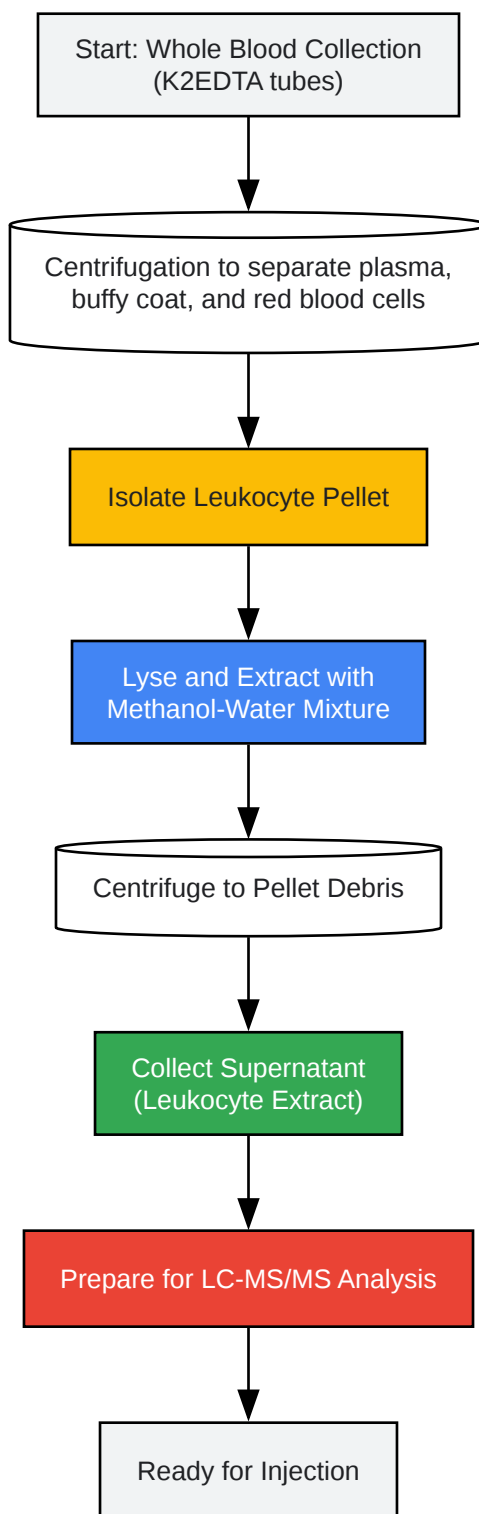 Start: Whole Blood Collection
(K2EDTA tubes)
Centrifugation to separate plasma,
buffy coat, and red blood cells
Isolate Leukocyte Pellet
Lyse and Extract with
Methanol-Water Mixture
Centrifuge to Pellet Debris
Collect Supernatant
(Leukocyte Extract)
Prepare for LC-MS/MS Analysis
Ready for Injection